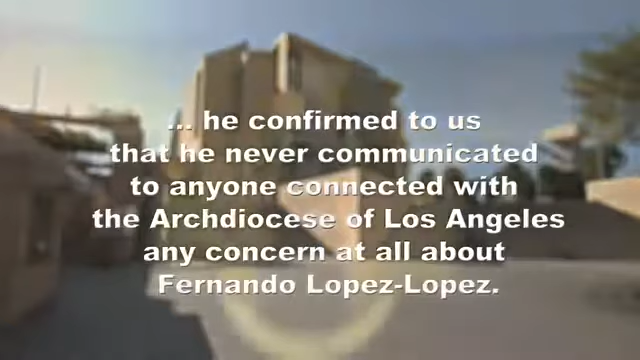 ... he confirmed to us
that he never communicated
to anyone connected with
the Archdiocese of Los Angeles
any concern at all about
Fernando Lopez-Lopez.